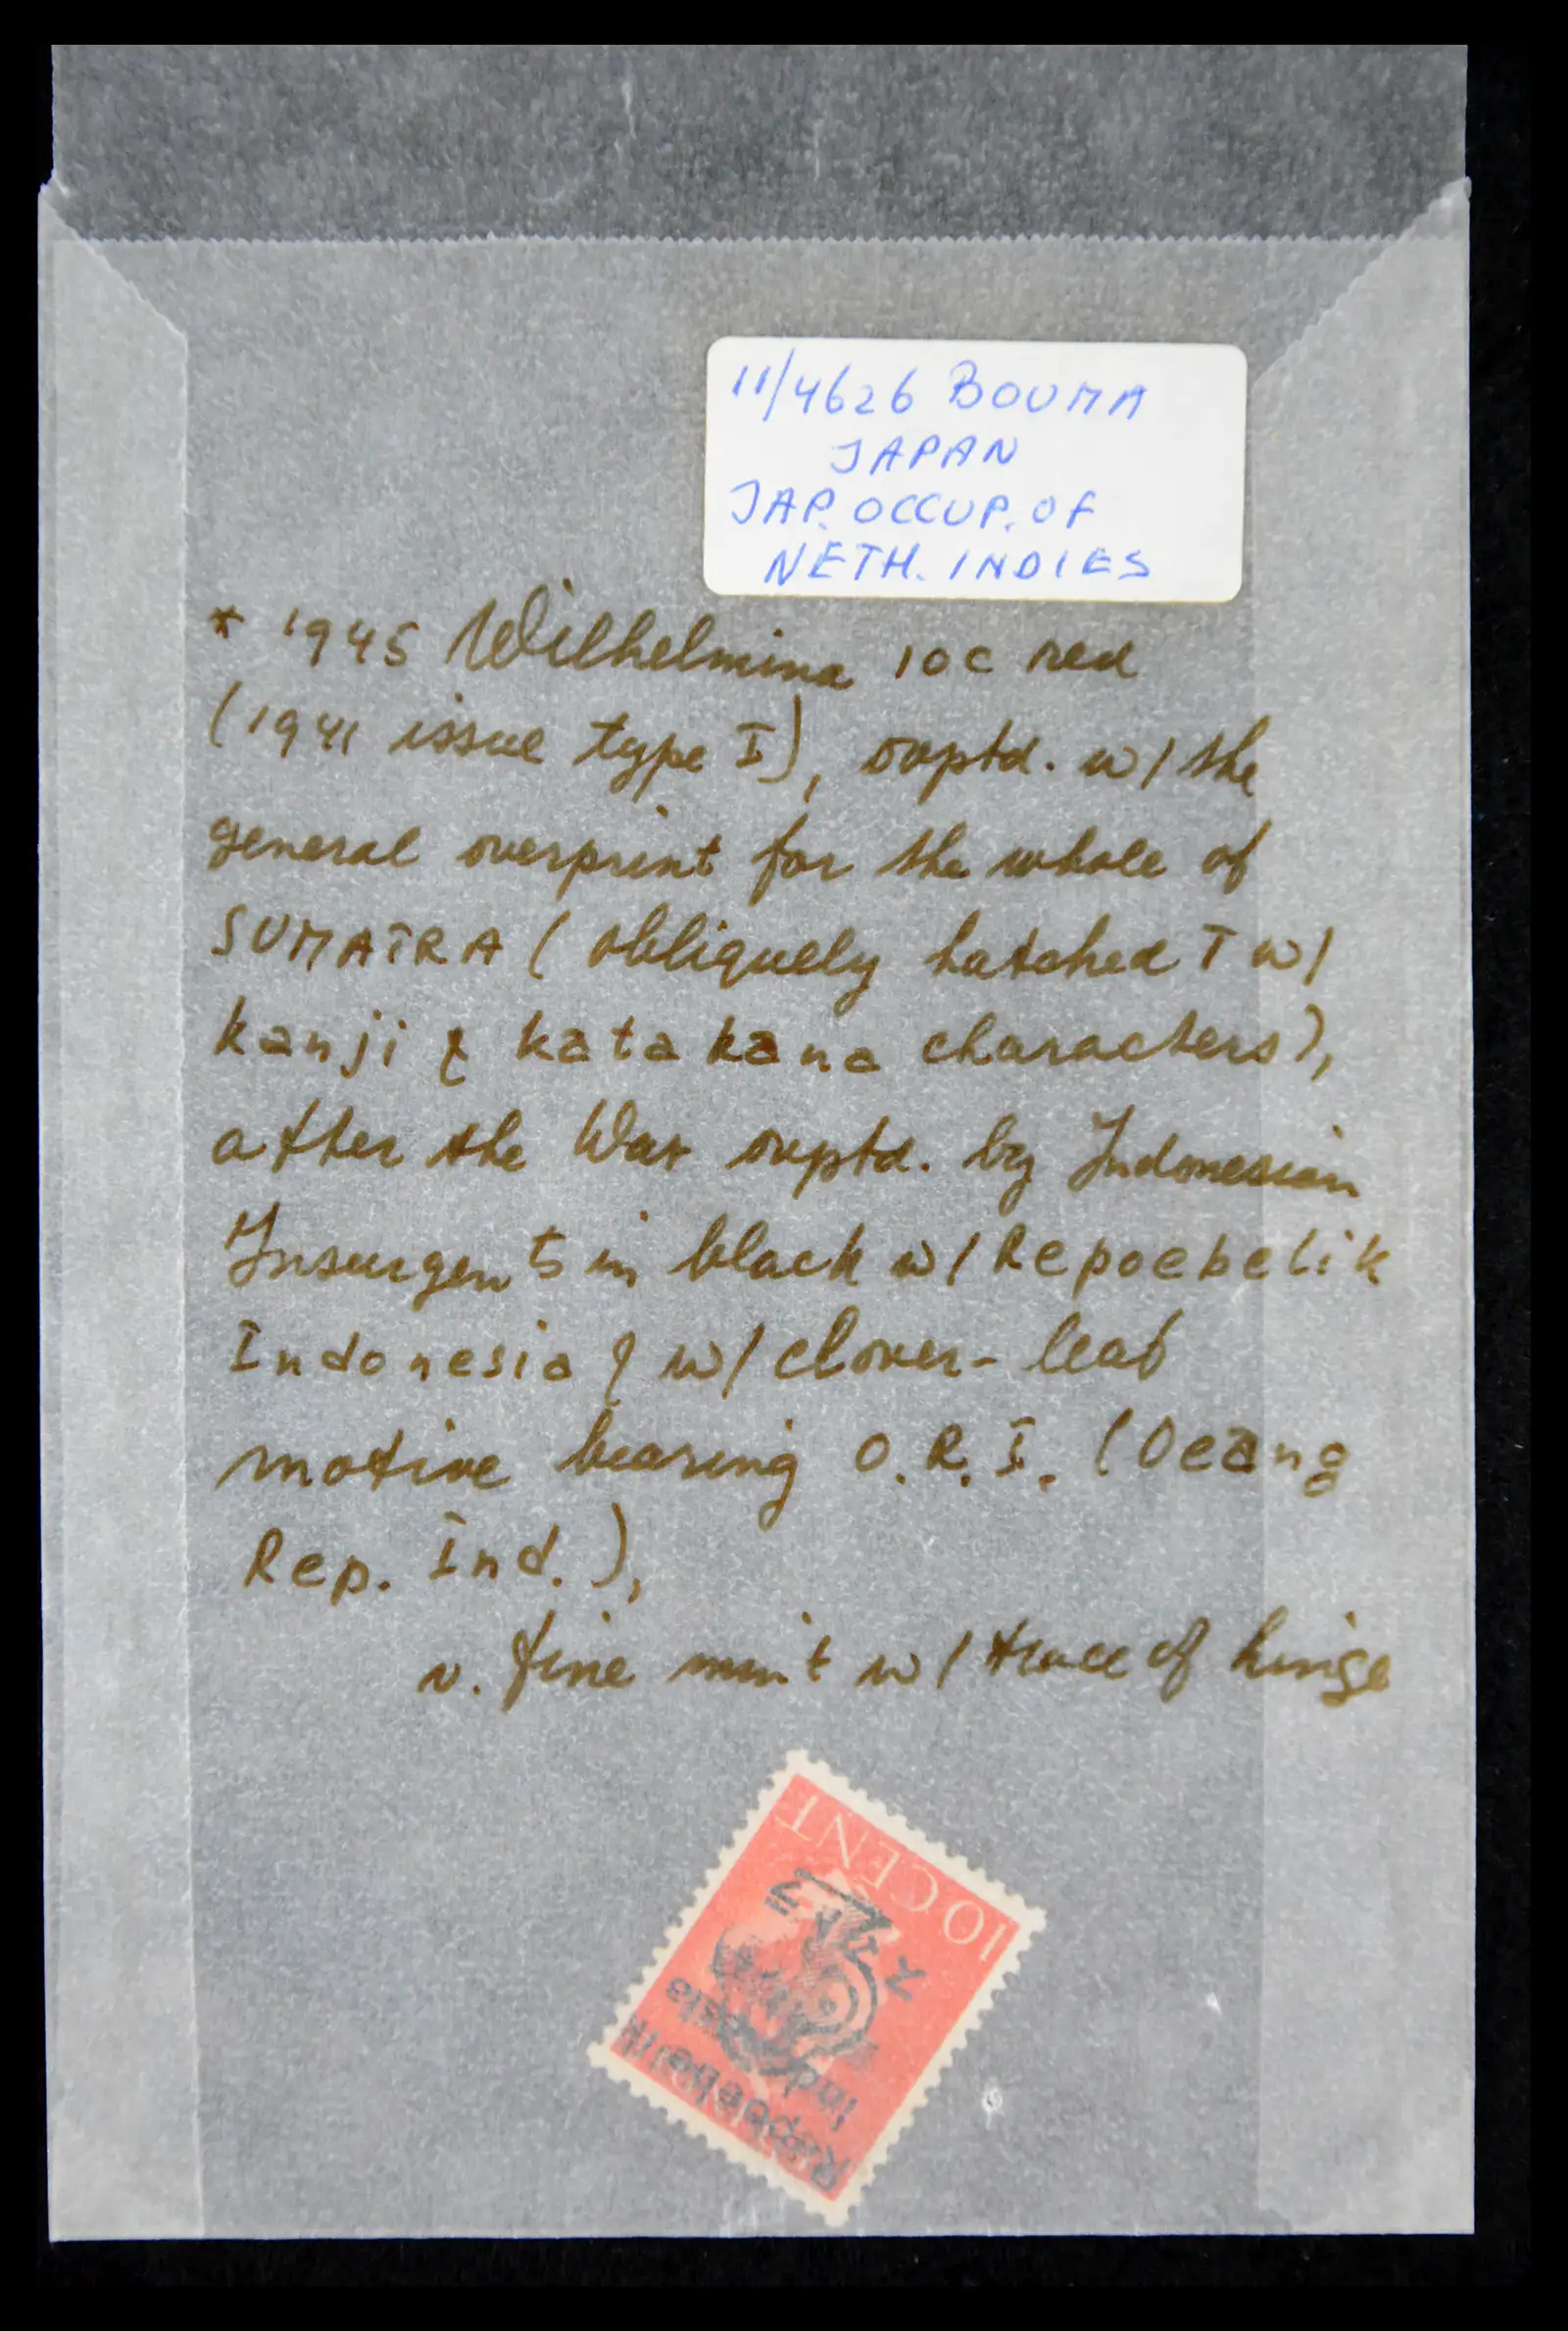 11/4626 BOUMA
JAPAN
JAP. OCCUP. OF
NETH. INDIES
* 1945 Wilhelmina 10c red
(1941 issue type I), ovptd. w/ the
general overprint for the whole of
SUMATRA (obliquely hatched T w/
kanji & katakana characters),
after the War ovptd. by Indonesian
Insurgents in black w/ Repoebelik
Indonesia & w/ clover-leaf
motive bearing O.R.I. (Oeang
Rep. Ind.),
v. fine mint w/ trace of hinge
10 CENT
Indonesia
Repoebelik